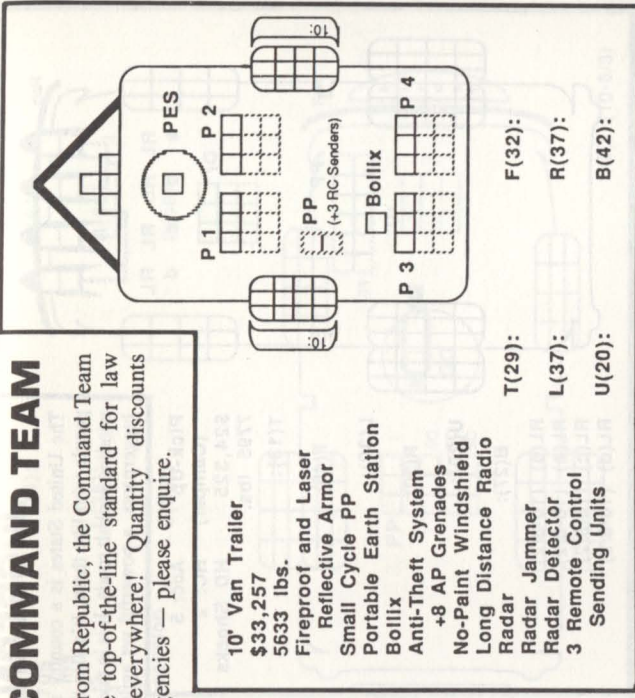 COMMAND TEAM
rom Republic, the Command Team
top-of-the-line standard for law
everywhere! Quantity discounts
encies — please enquire.
10' Van Trailer
$33,257
5633 lbs.
Fireproof and Laser
Reflective Armor
Small Cycle PP
Portable Earth Station
Bollix
Anti-Theft System
+8 AP Grenades
No-Paint Windshield
Long Distance Radio
Radar
Radar Jammer
Radar Detector
3 Remote Control
Sending Units
T(29):
F(32):
L(37):
R(37):
U(20):
B(42):
10:
10:
PES
P 1
P 2
PP
(+3 RC Senders)
Bollix
P 3
P 4